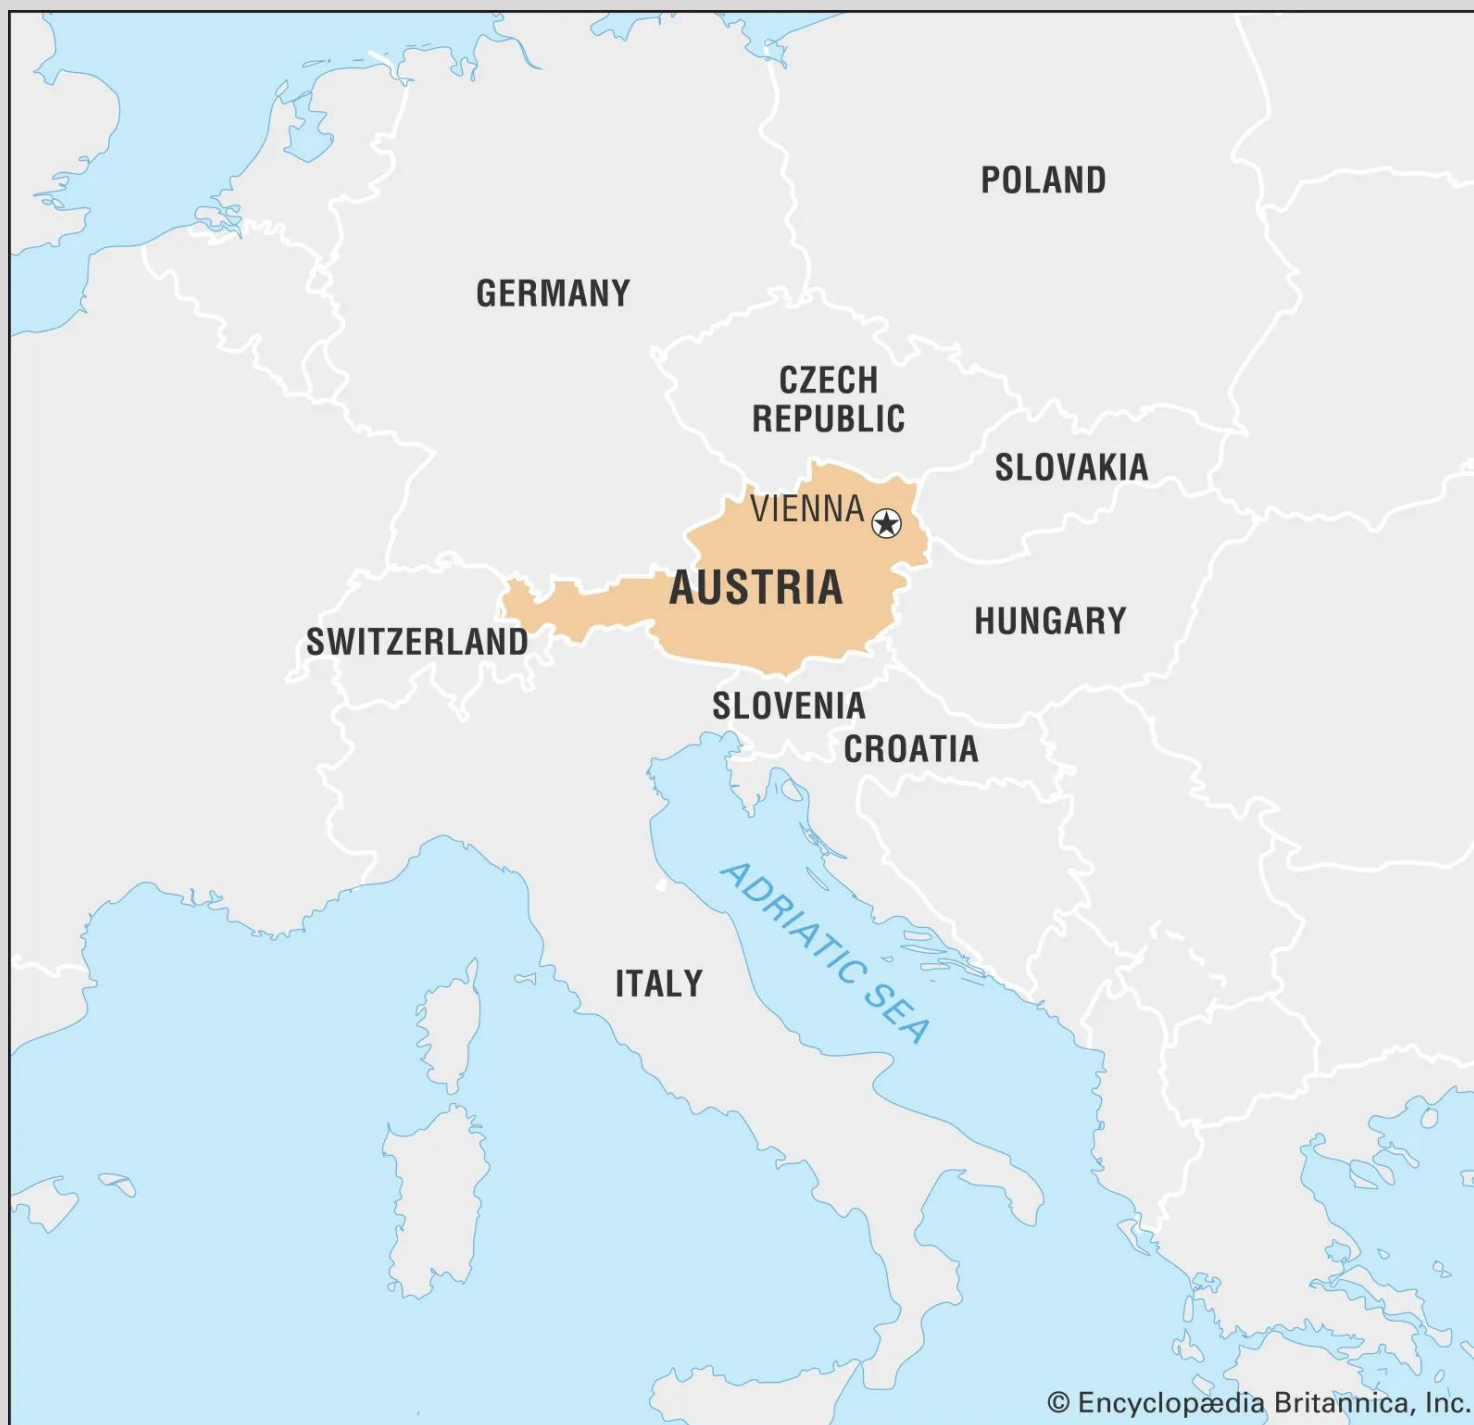 POLAND
GERMANY
CZECH
REPUBLIC
SLOVAKIA
VIENNA
AUSTRIA
HUNGARY
SWITZERLAND
SLOVENIA
CROATIA
ADRIATIC SEA
ITALY
© Encyclopædia Britannica, Inc.